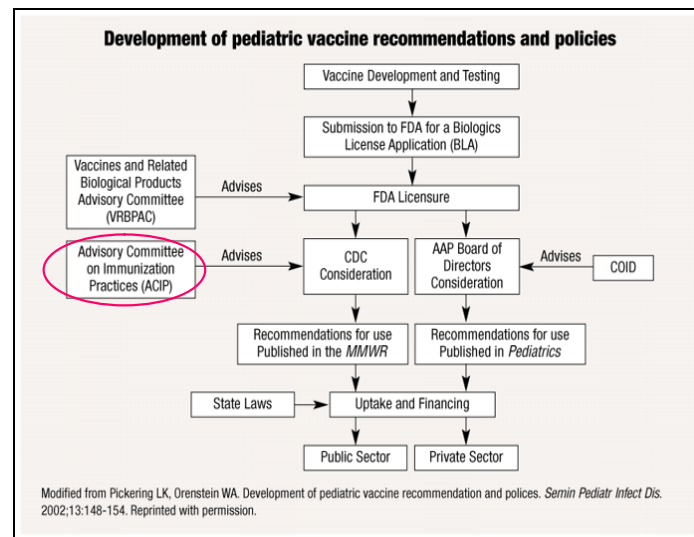 Development of pediatric vaccine recommendations and policies
Vaccine Development and Testing
Submission to FDA for a Biologics
License Application (BLA)
Vaccines and Related
Biological Products
Advisory Committee
(VRBPAC)
Advises
FDA Licensure
Advisory Committee
on Immunization
Practices (ACIP)
Advises
CDC
Consideration
AAP Board of
Directors
Consideration
Advises
COID
Recommendations for use
Published in the MMWR
Recommendations for use
Published in Pediatrics
State Laws
Uptake and Financing
Public Sector
Private Sector
Modified from Pickering LK, Orenstein WA. Development of pediatric vaccine recommendation and polices. Semin Pediatr Infect Dis.
2002;13:148-154. Reprinted with permission.